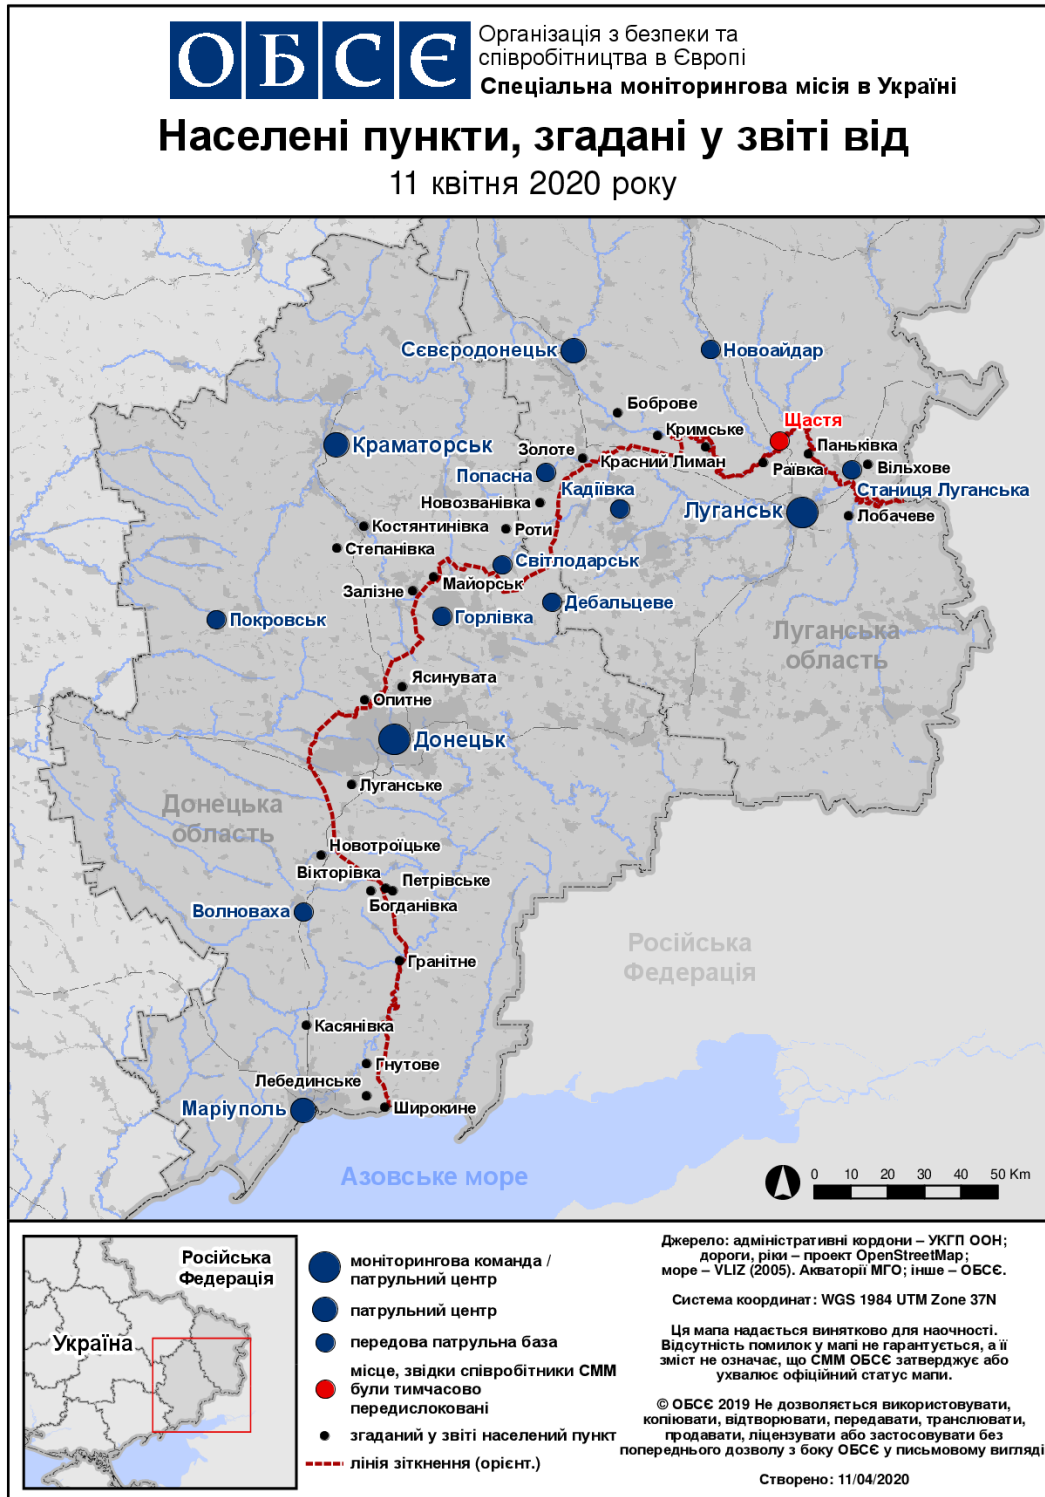 ОБСЄ
Організація з безпеки та
співробітництва в Європі
Спеціальна моніторингова місія в Україні
Населені пункти, згадані у звіті від
11 квітня 2020 року
Сєвєродонецьк
Новоайдар
Боброве
Щастя
Кримське
Паньківка
Краматорськ
Золоте
Красний Лиман
Раївка
Вільхове
Попасна
Кадіївка
Станиця Луганська
Новозванівка
Луганськ
Лобачеве
Костянтинівка
Роти
Степанівка
Світлодарськ
Майорськ
Залізне
Дебальцеве
Горлівка
Покровськ
Луганська
область
Ясинувата
Опитне
Донецьк
Луганське
Донецька
область
Новотроїцьке
Вікторівка
Петрівське
Богданівка
Волноваха
Російська
Федерація
Гранітне
Касянівка
Гнутове
Лебединське
Маріуполь
Широкине
Азовське море
0 10 20 30 40 50 Km
Російська
Федерація
Україна
моніторингова команда /
патрульний центр
патрульний центр
передова патрульна база
місце, звідки співробітники СММ
були тимчасово
передислоковані
згаданий у звіті населений пункт
лінія зіткнення (орієнт.)
Джерело: адміністративні кордони – УКГП ООН;
дороги, ріки – проект OpenStreetMap;
море – VLIZ (2005). Акваторії МГО; інше – ОБСЄ.
Система координат: WGS 1984 UTM Zone 37N
Ця мапа надається винятково для наочності.
Відсутність помилок у мапі не гарантується, а її
зміст не означає, що СММ ОБСЄ затверджує або
ухвалює офіційний статус мапи.
© ОБСЄ 2019 Не дозволяється використовувати,
копіювати, відтворювати, передавати, транслювати,
продавати, ліцензувати або застосовувати без
попереднього дозволу з боку ОБСЄ у письмовому вигляді
Створено: 11/04/2020